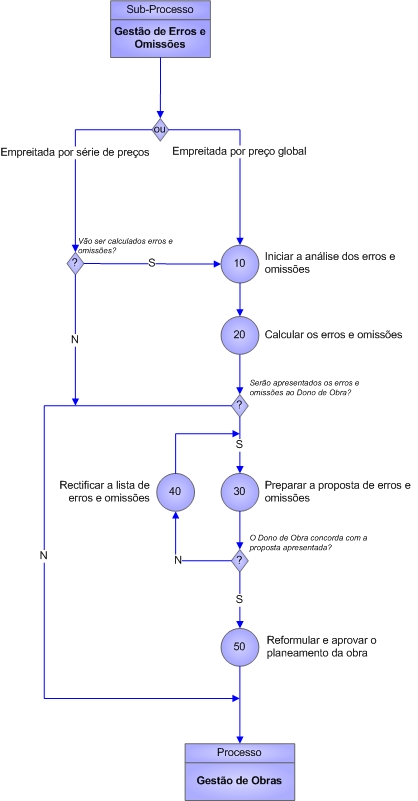 Sub-Processo
Gestão de Erros e
Omissões
ou
Empreitada por série de preços
Empreitada por preço global
Vão ser calculados erros e
omissões?
?
S
10
Iniciar a análise dos erros e
omissões
20
Calcular os erros e omissões
N
Serão apresentados os erros e
omissões ao Dono de Obra?
?
S
Rectificar a lista de
erros e omissões
40
30
Preparar a proposta de erros e
omissões
O Dono de Obra concorda com a
proposta apresentada?
N
N
?
S
50
Reformular e aprovar o
planeamento da obra
Processo
Gestão de Obras